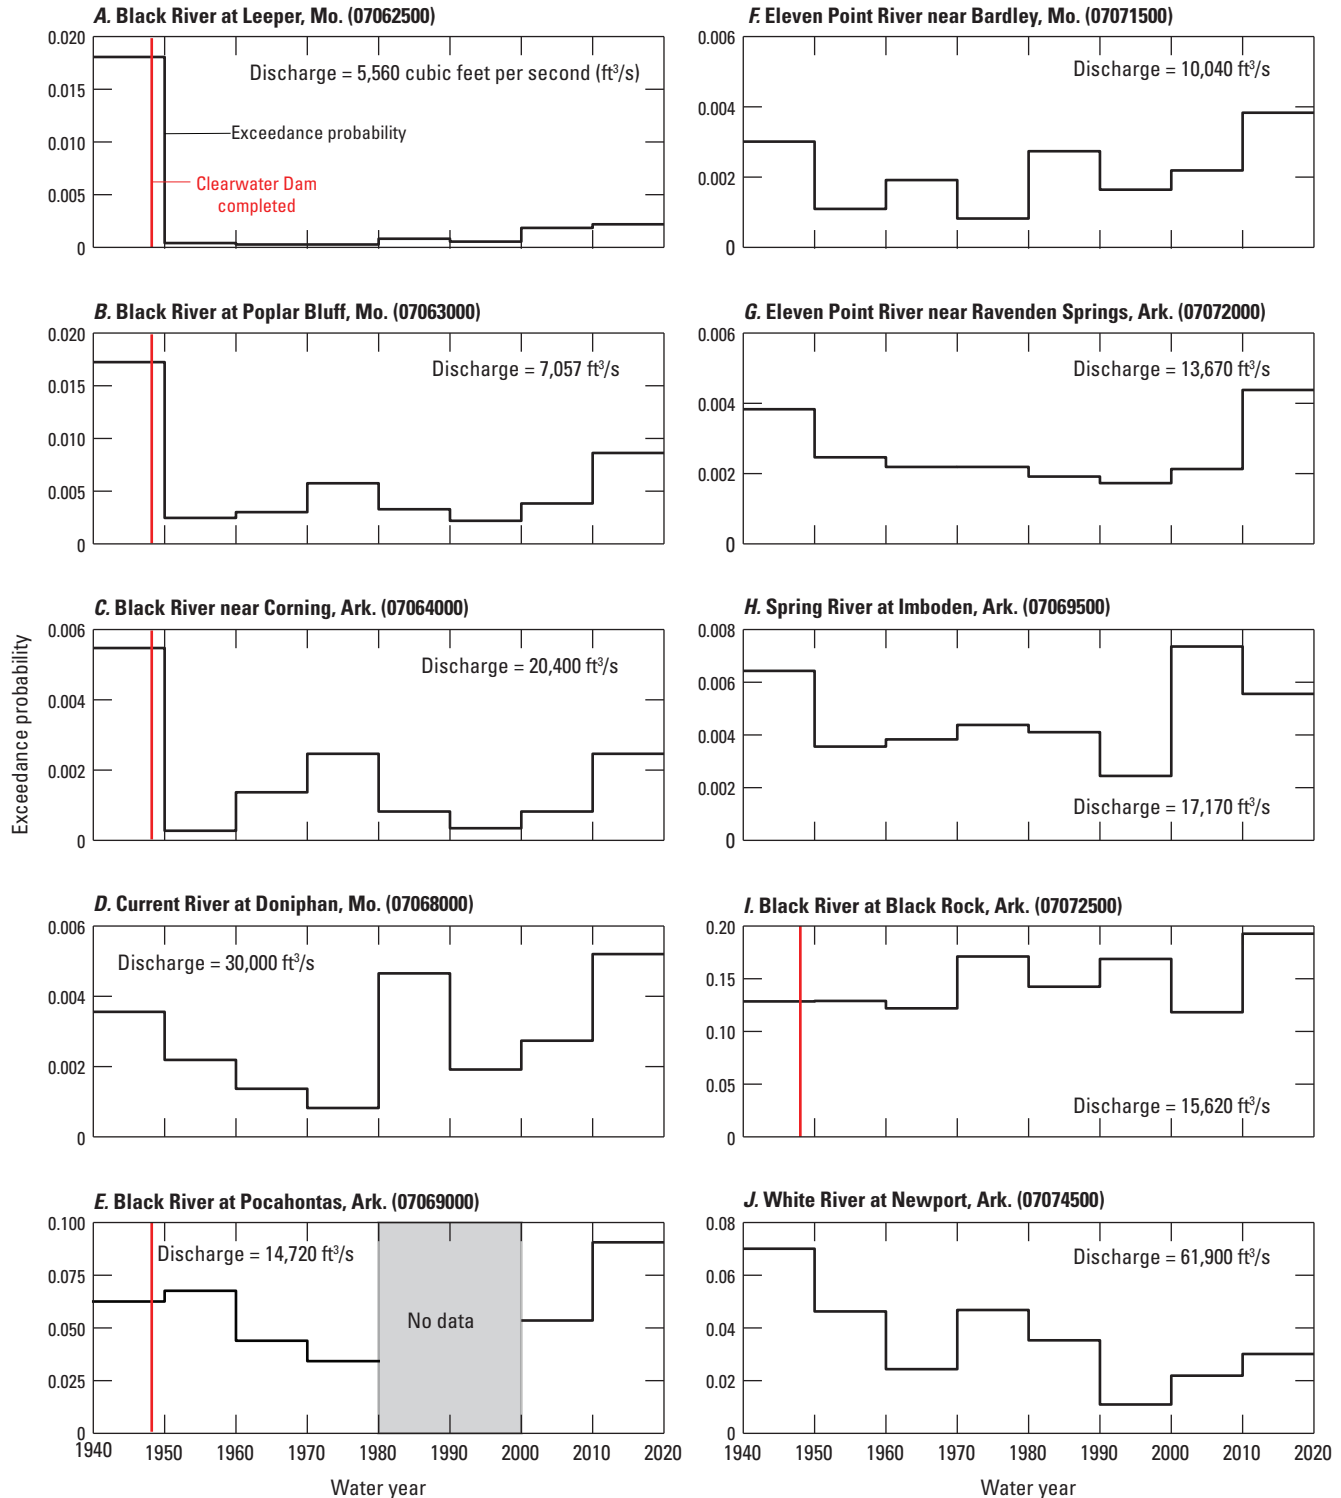 A. Black River at Leeper, Mo. (07062500)
0.020
0.015
0.010
0.005
0
Discharge = 5,560 cubic feet per second (ft³/s)
Exceedance probability
Clearwater Dam
completed
B. Black River at Poplar Bluff, Mo. (07063000)
0.020
0.015
0.010
0.005
0
Discharge = 7,057 ft³/s
C. Black River near Corning, Ark. (07064000)
0.006
0.004
0.002
0
Discharge = 20,400 ft³/s
Exceedance probability
D. Current River at Doniphan, Mo. (07068000)
0.006
0.004
0.002
0
Discharge = 30,000 ft³/s
E. Black River at Pocahontas, Ark. (07069000)
0.100
0.075
0.050
0.025
0
Discharge = 14,720 ft³/s
No data
1940 1950 1960 1970 1980 1990 2000 2010 2020
Water year
F. Eleven Point River near Bardley, Mo. (07071500)
0.006
0.004
0.002
0
Discharge = 10,040 ft³/s
G. Eleven Point River near Ravenden Springs, Ark. (07072000)
0.006
0.004
0.002
0
Discharge = 13,670 ft³/s
H. Spring River at Imboden, Ark. (07069500)
0.008
0.006
0.004
0.002
0
Discharge = 17,170 ft³/s
I. Black River at Black Rock, Ark. (07072500)
0.20
0.15
0.10
0.05
0
Discharge = 15,620 ft³/s
J. White River at Newport, Ark. (07074500)
0.08
0.06
0.04
0.02
0
Discharge = 61,900 ft³/s
1940 1950 1960 1970 1980 1990 2000 2010 2020
Water year